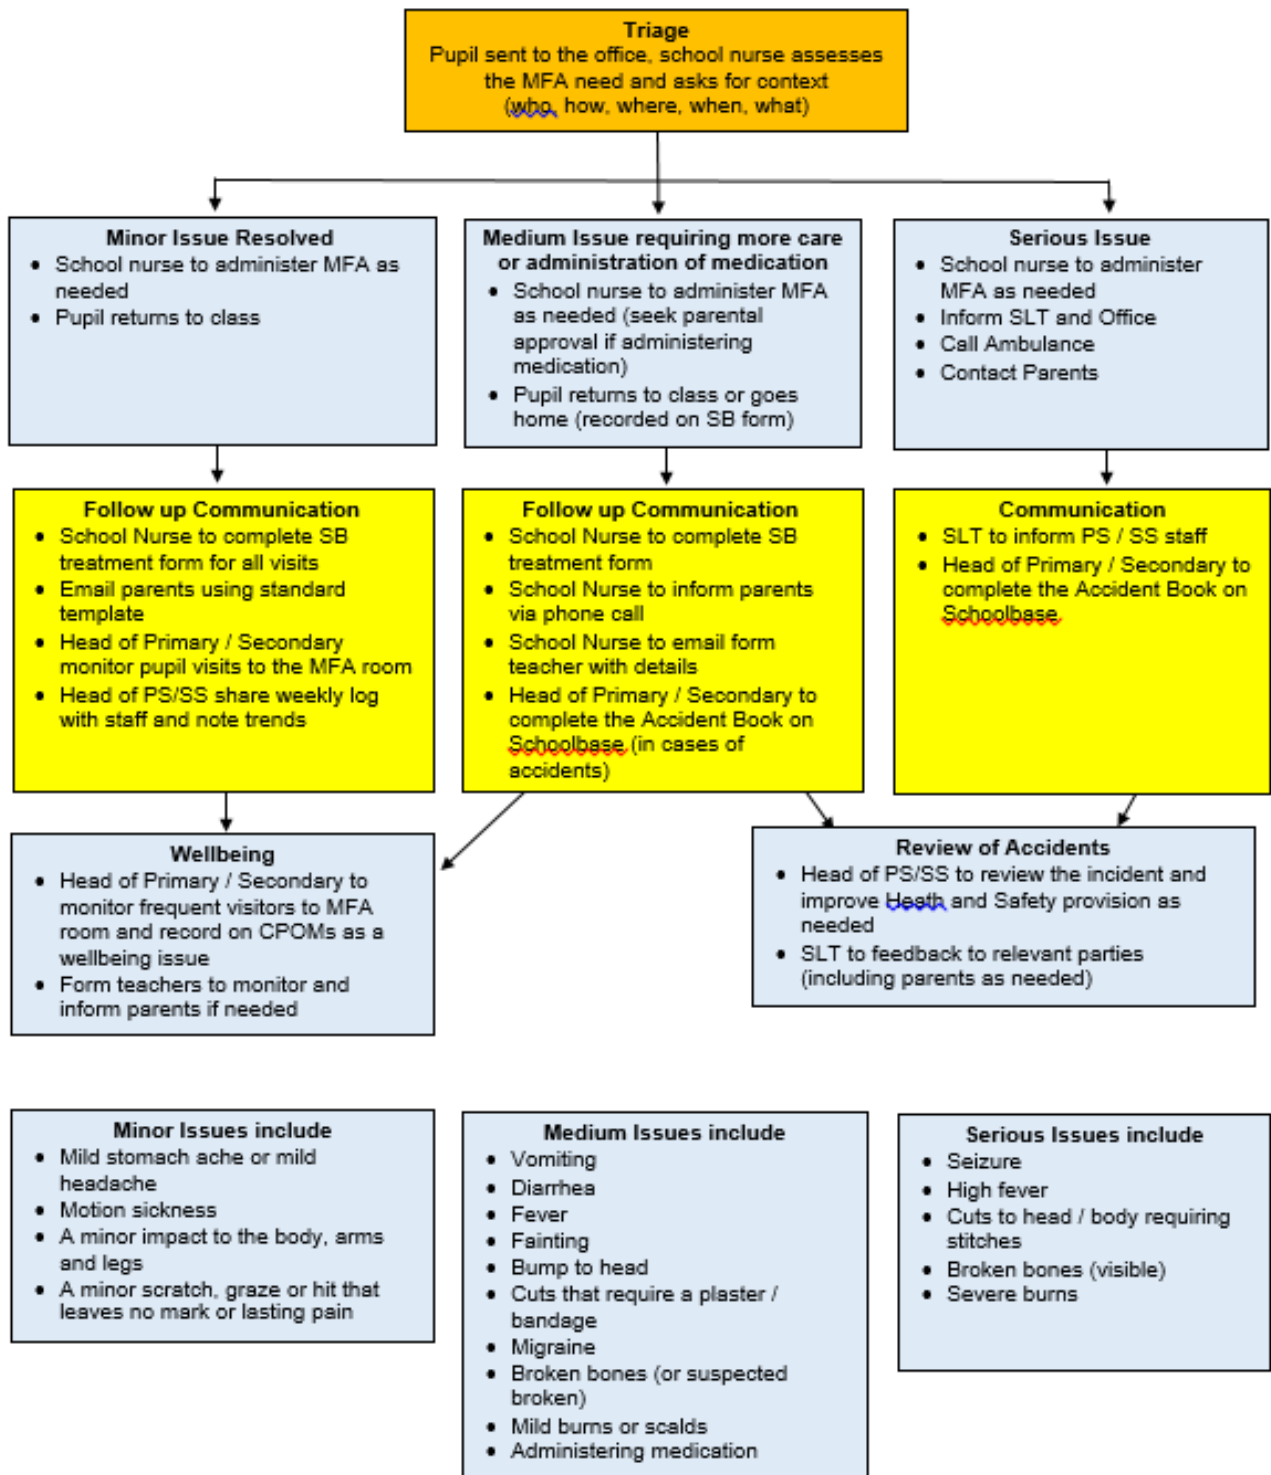 Triage
Pupil sent to the office, school nurse assesses
the MFA need and asks for context
(who, how, where, when, what)
Minor Issue Resolved
• School nurse to administer MFA as
needed
• Pupil returns to class
Medium Issue requiring more care
or administration of medication
• School nurse to administer MFA
as needed (seek parental
approval if administering
medication)
• Pupil returns to class or goes
home (recorded on SB form)
Serious Issue
• School nurse to administer
MFA as needed
• Inform SLT and Office
• Call Ambulance
• Contact Parents
Follow up Communication
• School Nurse to complete SB
treatment form for all visits
• Email parents using standard
template
• Head of Primary / Secondary
monitor pupil visits to the MFA room
• Head of PS/SS share weekly log
with staff and note trends
Follow up Communication
• School Nurse to complete SB
treatment form
• School Nurse to inform parents
via phone call
• School Nurse to email form
teacher with details
• Head of Primary / Secondary to
complete the Accident Book on
Schoolbase (in cases of
accidents)
Communication
• SLT to inform PS / SS staff
• Head of Primary / Secondary to
complete the Accident Book on
Schoolbase
Wellbeing
• Head of Primary / Secondary to
monitor frequent visitors to MFA
room and record on CPOMs as a
wellbeing issue
• Form teachers to monitor and
inform parents if needed
Review of Accidents
• Head of PS/SS to review the incident and
improve Heath and Safety provision as
needed
• SLT to feedback to relevant parties
(including parents as needed)
Minor Issues include
• Mild stomach ache or mild
headache
• Motion sickness
• A minor impact to the body, arms
and legs
• A minor scratch, graze or hit that
leaves no mark or lasting pain
Medium Issues include
• Vomiting
• Diarrhea
• Fever
• Fainting
• Bump to head
• Cuts that require a plaster /
bandage
• Migraine
• Broken bones (or suspected
broken)
• Mild burns or scalds
• Administering medication
Serious Issues include
• Seizure
• High fever
• Cuts to head / body requiring
stitches
• Broken bones (visible)
• Severe burns